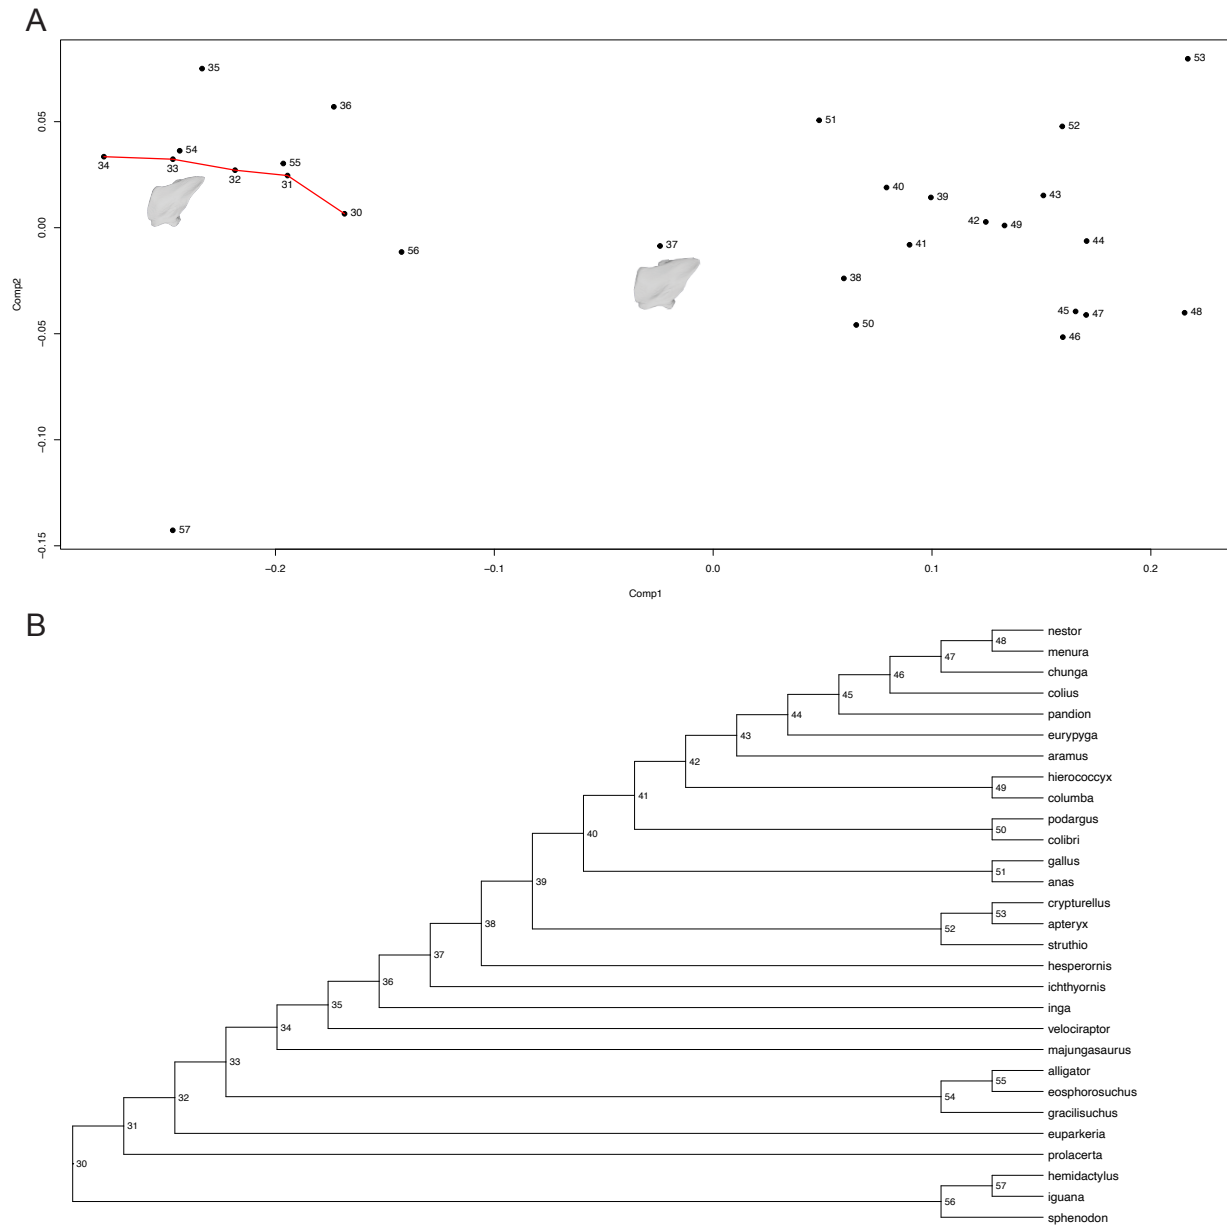 A
53
35
36
51
52
54
34
33
55
32
31
40
39
43
30
42
49
44
41
37
56
38
45
47
48
50
46
57
0.05
0.00
−0.05
−0.10
−0.15
Comp2
−0.2
−0.1
0.0
0.1
0.2
Comp1
B
nestor
48
menura
47
chunga
46
colius
45
pandion
44
eurypyga
43
aramus
42
hierococcyx
49
columba
41
podargus
50
colibri
40
gallus
51
anas
39
crypturellus
53
apteryx
52
struthio
38
hesperornis
37
ichthyornis
36
inga
35
velociraptor
34
majungasaurus
33
alligator
55
eosphorosuchus
54
gracilisuchus
32
euparkeria
31
prolacerta
30
hemidactylus
57
iguana
56
sphenodon